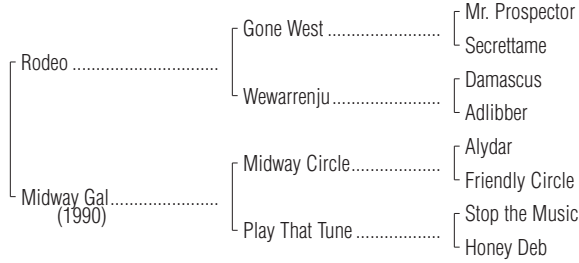 Mr. Prospector
Gone West
Secrettame
Rodeo
Damascus
Wewarrenju
Adlibber
Alydar
Midway Circle
Friendly Circle
Midway Gal
(1990)
Stop the Music
Play That Tune
Honey Deb